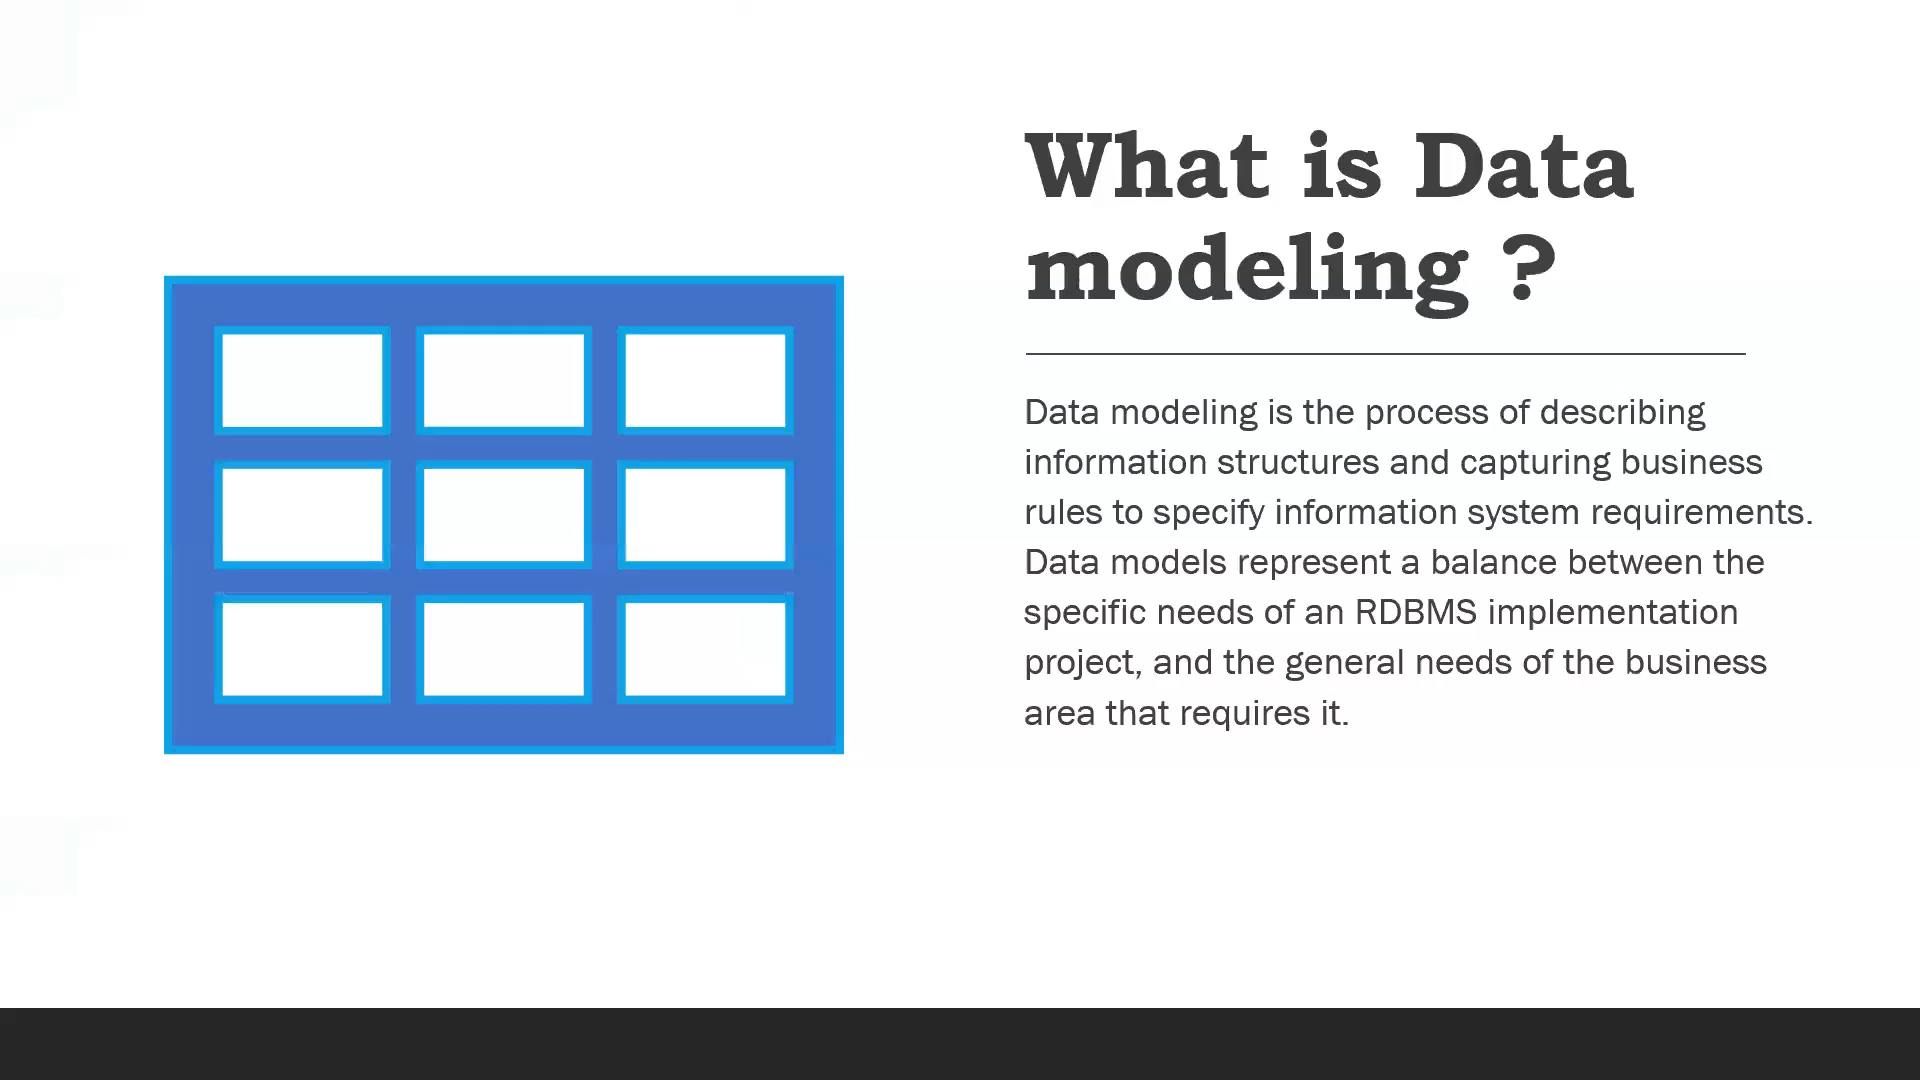 What is Data
modeling ?
Data modeling is the process of describing
information structures and capturing business
rules to specify information system requirements.
Data models represent a balance between the
specific needs of an RDBMS implementation
project, and the general needs of the business
area that requires it.